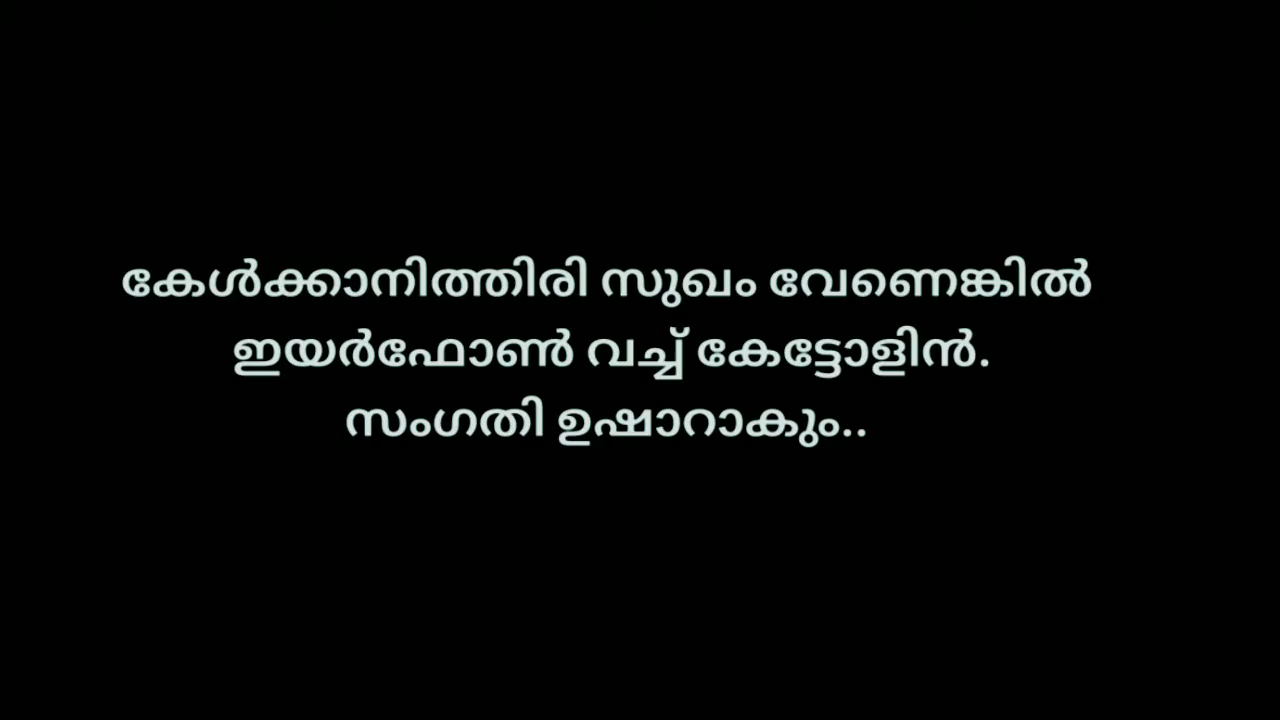 കേൾക്കാനിത്തിരി സുഖം വേണെങ്കിൽ
ഇയർഫോൺ വച്ച് കേട്ടോളിൻ.
സംഗതി ഉഷാറാകും..